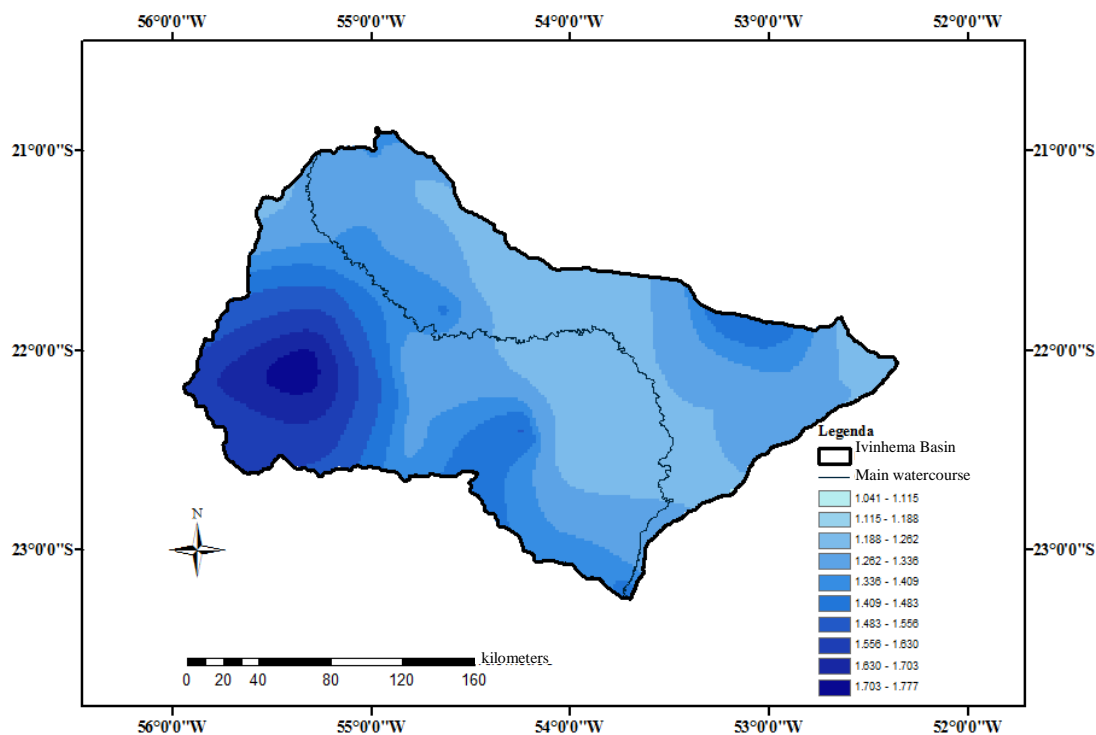 56°0'0"W 55°0'0"W 54°0'0"W 53°0'0"W 52°0'0"W
21°0'0"S 21°0'0"S
22°0'0"S 22°0'0"S
23°0'0"S 23°0'0"S
Legenda
Ivinhema Basin
Main watercourse
1.041 - 1.115
1.115 - 1.188
1.188 - 1.262
1.262 - 1.336
1.336 - 1.409
1.409 - 1.483
1.483 - 1.556
1.556 - 1.630
1.630 - 1.703
1.703 - 1.777
N
kilometers
0 20 40 80 120 160
56°0'0"W 55°0'0"W 54°0'0"W 53°0'0"W 52°0'0"W